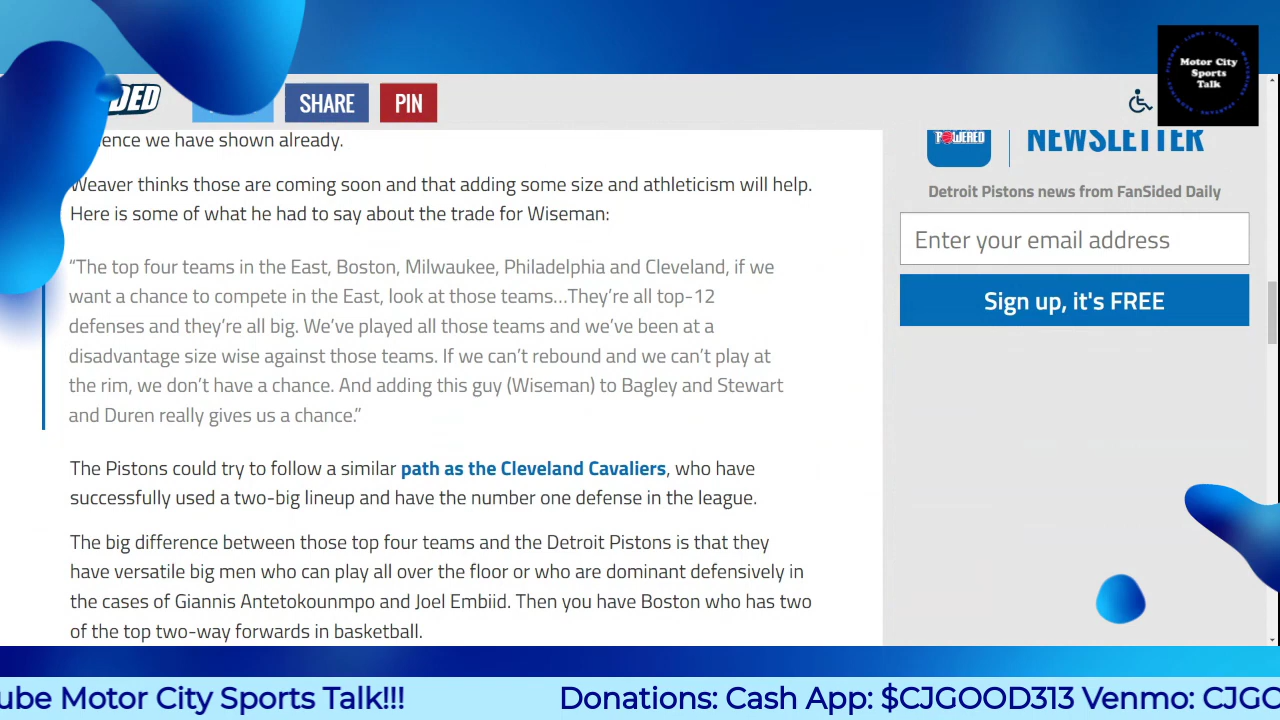 Motor City
Sports
Talk
DED
SHARE
PIN
ence we have shown already.
Weaver thinks those are coming soon and that adding some size and athleticism will help.
Here is some of what he had to say about the trade for Wiseman:
“The top four teams in the East, Boston, Milwaukee, Philadelphia and Cleveland, if we
want a chance to compete in the East, look at those teams…They’re all top-12
defenses and they’re all big. We’ve played all those teams and we’ve been at a
disadvantage size wise against those teams. If we can’t rebound and we can’t play at
the rim, we don’t have a chance. And adding this guy (Wiseman) to Bagley and Stewart
and Duren really gives us a chance.”
The Pistons could try to follow a similar path as the Cleveland Cavaliers, who have
successfully used a two-big lineup and have the number one defense in the league.
The big difference between those top four teams and the Detroit Pistons is that they
have versatile big men who can play all over the floor or who are dominant defensively in
the cases of Giannis Antetokounmpo and Joel Embiid. Then you have Boston who has two
of the top two-way forwards in basketball.
POWERED
NEWSLETTER
Detroit Pistons news from FanSided Daily
Enter your email address
Sign up, it's FREE
ube Motor City Sports Talk!!! Donations: Cash App: $CJGOOD313 Venmo: CJGO